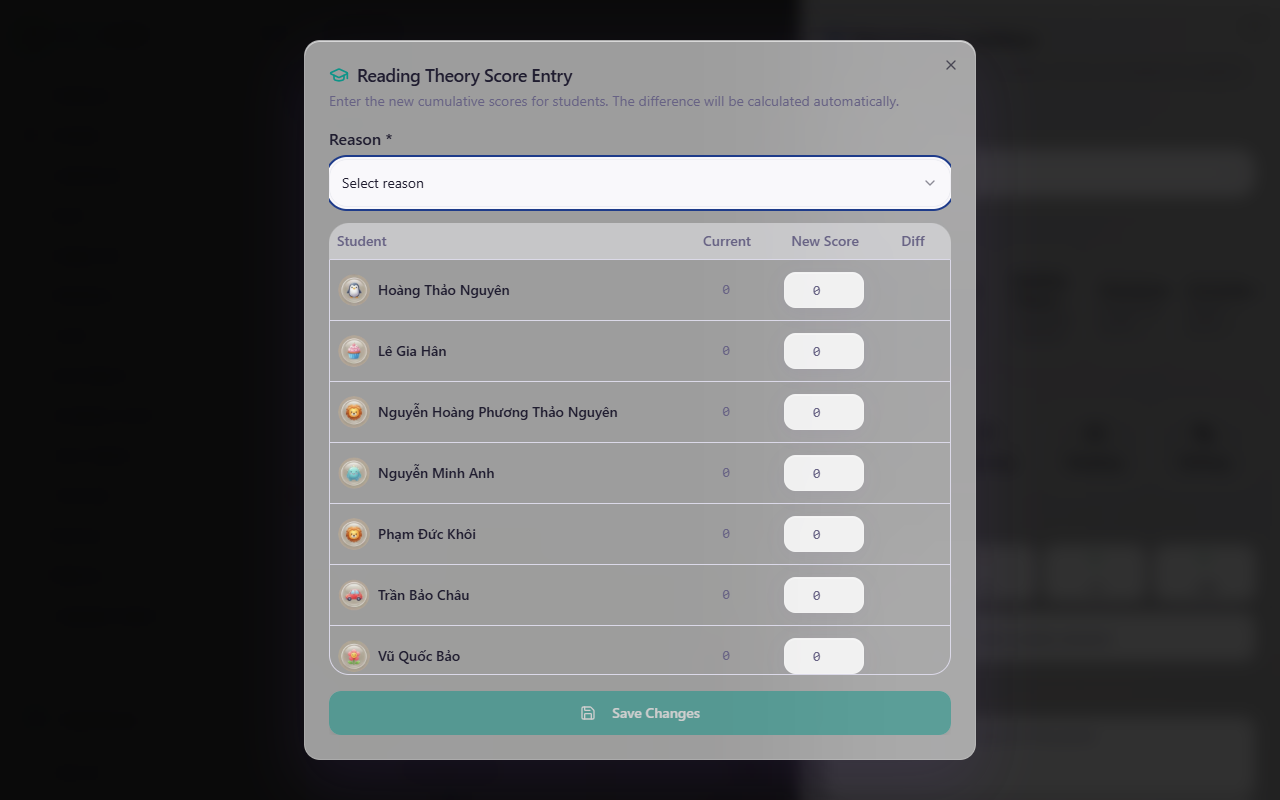 Reading Theory Score Entry
Enter the new cumulative scores for students. The difference will be calculated automatically.
Reason *
Select reason
Student Current New Score Diff
Hoàng Thảo Nguyên 0 0
Lê Gia Hân 0 0
Nguyễn Hoàng Phương Thảo Nguyên 0 0
Nguyễn Minh Anh 0 0
Phạm Đức Khôi 0 0
Trần Bảo Châu 0 0
Vũ Quốc Bảo 0 0
Save Changes